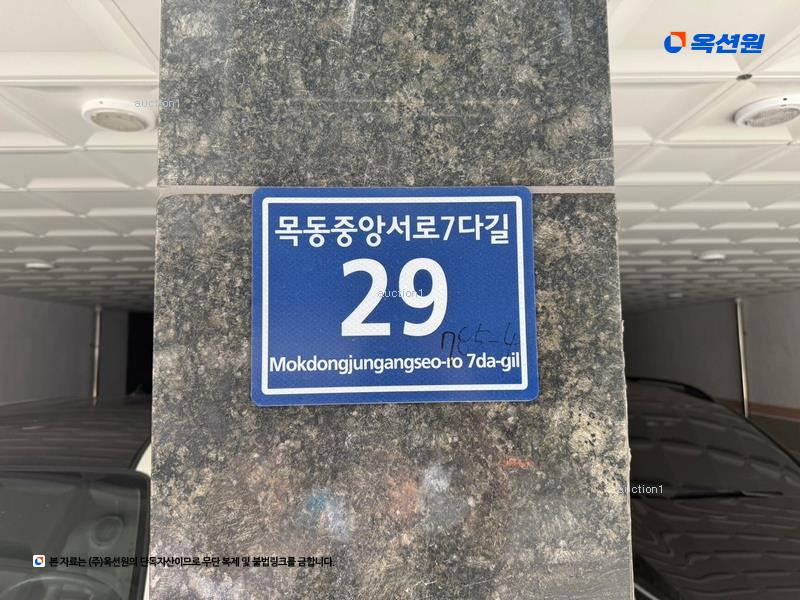 옥션원
auction1
목동중앙서로7다길
29
auction1
785-4
Mokdongjungangseo-ro 7da-gil
auction1
본 자료는 (주)옥션원의 단독자산이므로 무단 복제 및 불법링크를 금합니다.